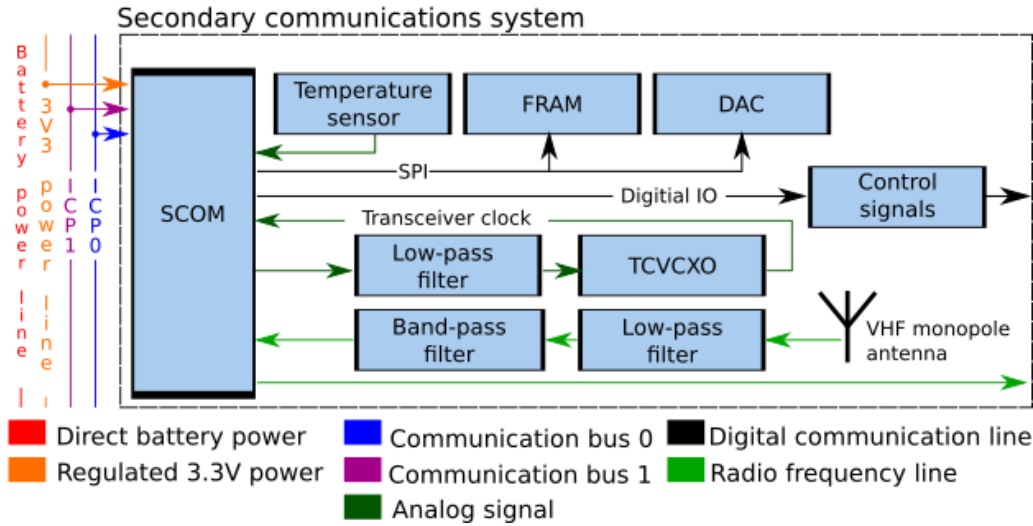 Secondary communications system
Battery power line
3V3 power line
ICP1
ICP0
SCOM
Temperature
sensor
FRAM
DAC
SPI
Digitial IO
Control
signals
Transceiver clock
Low-pass
filter
TCVCXO
Band-pass
filter
Low-pass
filter
VHF monopole
antenna
Direct battery power
Communication bus 0
Digital communication line
Regulated 3.3V power
Communication bus 1
Radio frequency line
Analog signal